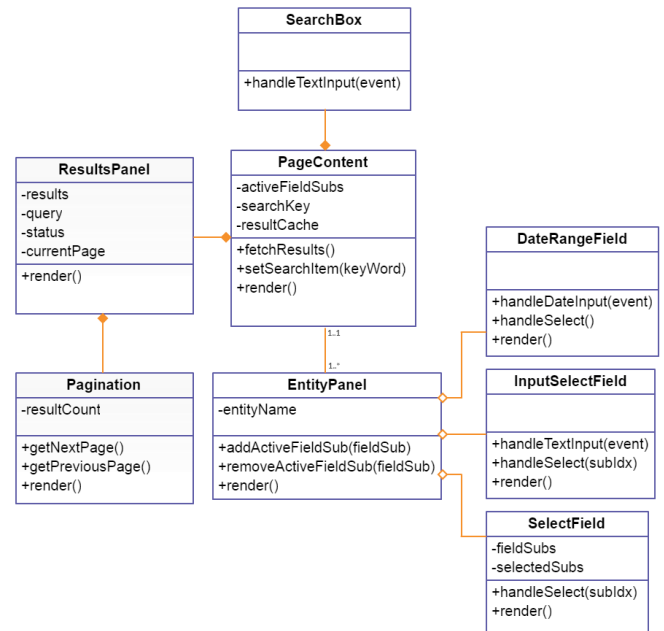 SearchBox
+handleTextInput(event)
PageContent
-activeFieldSubs
-searchKey
-resultCache
+fetchResults()
+setSearchItem(keyWord)
+render()
ResultsPanel
-results
-query
-status
-currentPage
+render()
1..1
1..*
Pagination
-resultCount
+getNextPage()
+getPreviousPage()
+render()
EntityPanel
-entityName
+addActiveFieldSub(fieldSub)
+removeActiveFieldSub(fieldSub)
+render()
DateRangeField
+handleDateInput(event)
+handleSelect()
+render()
InputSelectField
+handleTextInput(event)
+handleSelect(subIdx)
+render()
SelectField
-fieldSubs
-selectedSubs
+handleSelect(subIdx)
+render()